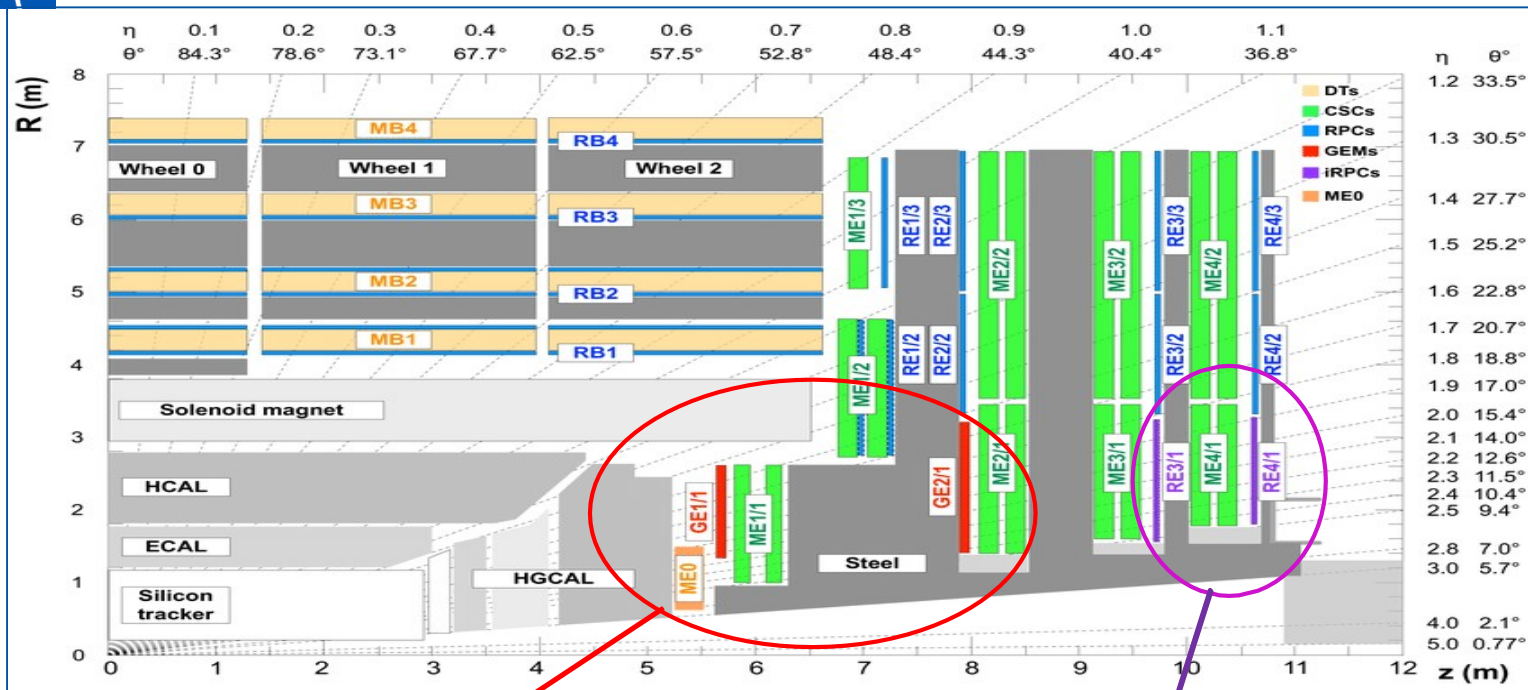 η 0.1 0.2 0.3 0.4 0.5 0.6 0.7 0.8 0.9 1.0 1.1
θ° 84.3° 78.6° 73.1° 67.7° 62.5° 57.5° 52.8° 48.4° 44.3° 40.4° 36.8°
η θ°
1.2 33.5°
1.3 30.5°
1.4 27.7°
1.5 25.2°
1.6 22.8°
1.7 20.7°
1.8 18.8°
1.9 17.0°
2.0 15.4°
2.1 14.0°
2.2 12.6°
2.3 11.5°
2.4 10.4°
2.5 9.4°
2.8 7.0°
3.0 5.7°
4.0 2.1°
5.0 0.77°
R (m)
8
7
6
5
4
3
2
1
0
DTs
CSCs
RPCs
GEMs
iRPCs
ME0
MB4
RB4
Wheel 0
Wheel 1
Wheel 2
MB3
RB3
MB2
RB2
MB1
RB1
Solenoid magnet
HCAL
ECAL
Silicon
tracker
HGCAL
Steel
ME0
GE1/1
ME1/1
ME1/2
ME1/3
RE1/3
RE2/3
RE1/2
RE2/2
GE2/1
ME2/2
ME2/1
ME3/2
ME3/1
RE3/3
RE3/2
RE3/1
ME4/2
ME4/1
RE4/3
RE4/2
RE4/1
0 1 2 3 4 5 6 7 8 9 10 11 12
z (m)